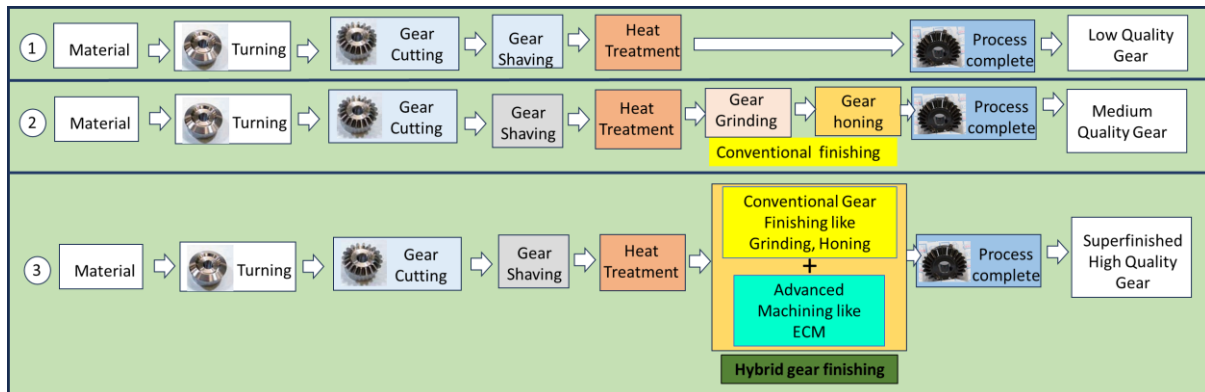 1
Material
Turning
Gear
Cutting
Gear
Shaving
Heat
Treatment
Process
complete
Low Quality
Gear
2
Material
Turning
Gear
Cutting
Gear
Shaving
Heat
Treatment
Gear
Grinding
Gear
honing
Conventional finishing
Process
complete
Medium
Quality Gear
3
Material
Turning
Gear
Cutting
Gear
Shaving
Heat
Treatment
Conventional Gear
Finishing like
Grinding, Honing
+
Advanced
Machining like
ECM
Hybrid gear finishing
Process
complete
Superfinished
High Quality
Gear